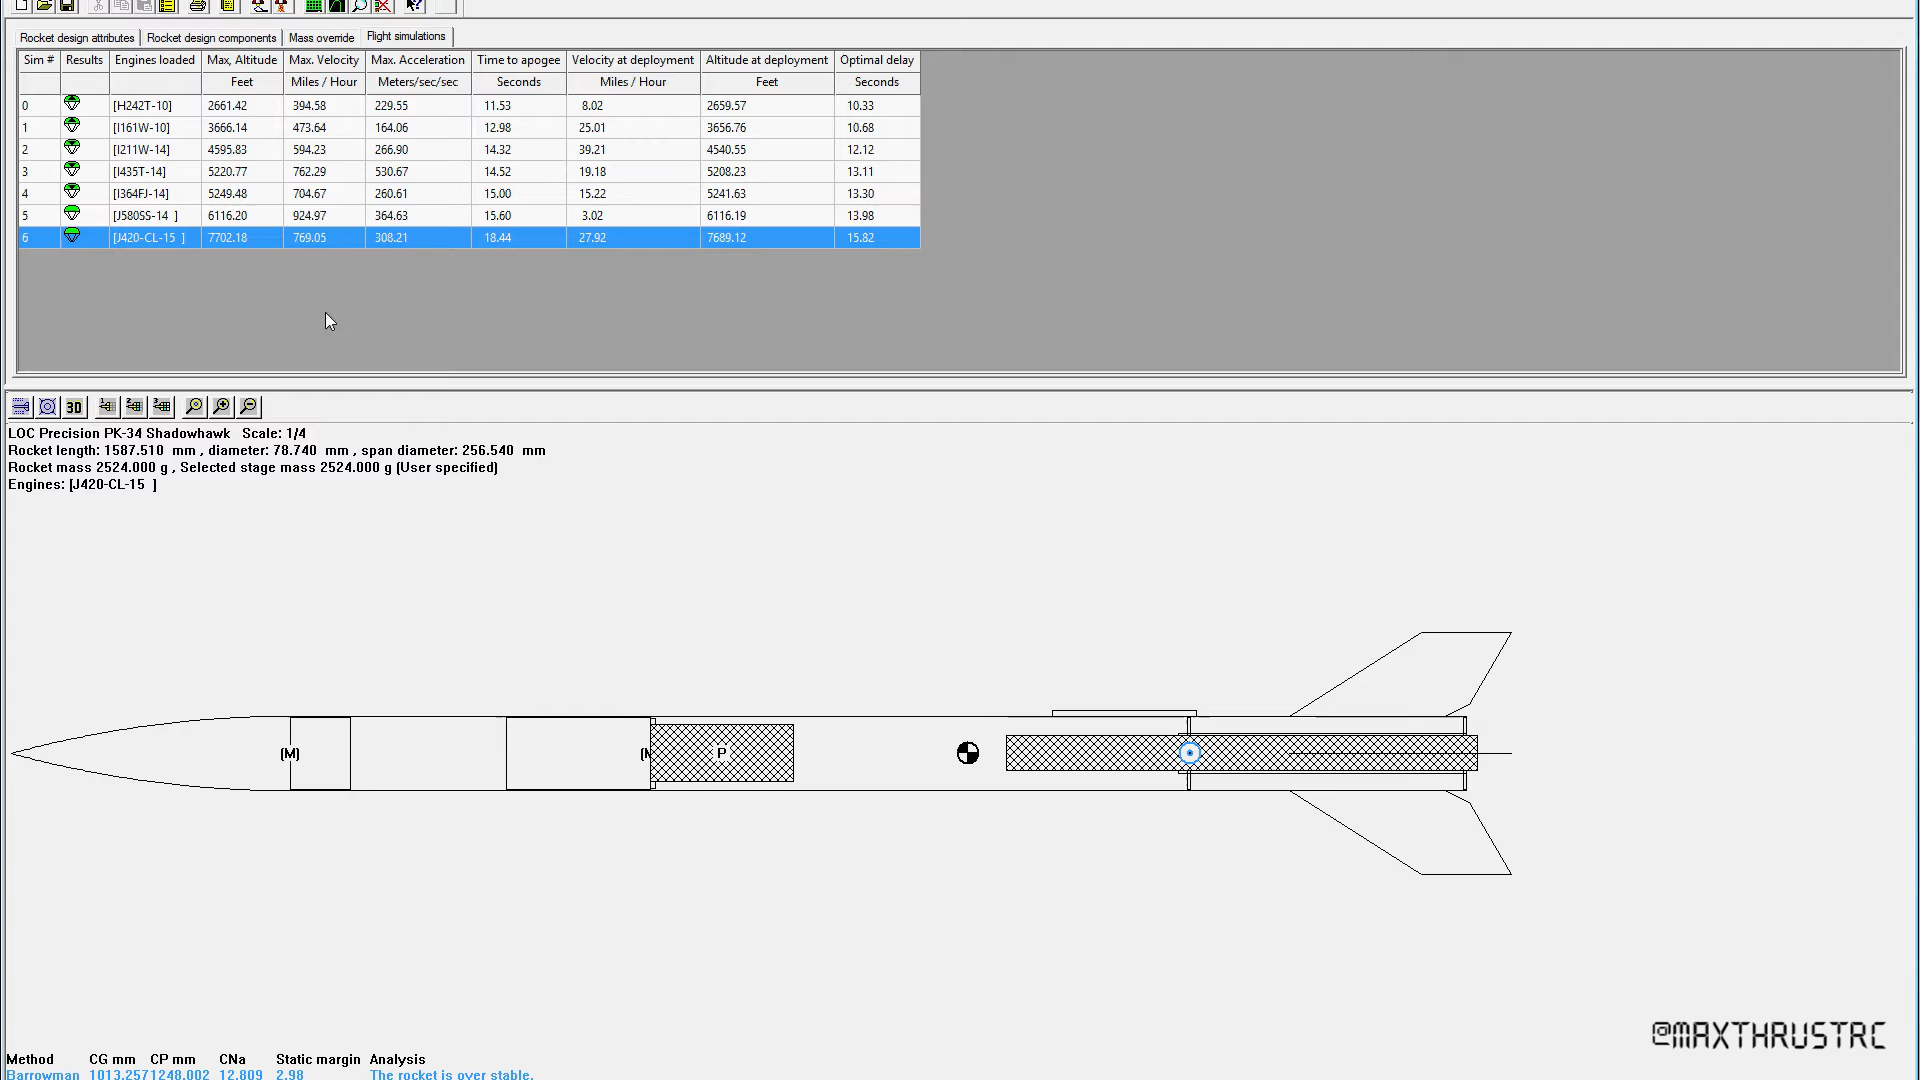 Rocket design attributes Rocket design components Mass override Flight simulations
Sim # Results Engines loaded Max, Altitude Max. Velocity Max. Acceleration Time to apogee Velocity at deployment Altitude at deployment Optimal delay
Feet Miles / Hour Meters/sec/sec Seconds Miles / Hour Feet Seconds
0 [H242T-10] 2661.42 394.58 229.55 11.53 8.02 2659.57 10.33
1 [I161W-10] 3666.14 473.64 164.06 12.98 25.01 3656.76 10.68
2 [I211W-14] 4595.83 594.23 266.90 14.32 39.21 4540.55 12.12
3 [I435T-14] 5220.77 762.29 530.67 14.52 19.18 5208.23 13.11
4 [I364FJ-14] 5249.48 704.67 260.61 15.00 15.22 5241.63 13.30
5 [J580SS-14 ] 6116.20 924.97 364.63 15.60 3.02 6116.19 13.98
6 [J420-CL-15 ] 7702.18 769.05 308.21 18.44 27.92 7689.12 15.82
3D 1 2 3
LOC Precision PK-34 Shadowhawk Scale: 1/4
Rocket length: 1587.510 mm , diameter: 78.740 mm , span diameter: 256.540 mm
Rocket mass 2524.000 g , Selected stage mass 2524.000 g (User specified)
Engines: [J420-CL-15 ]
(M) (M P
@MAXTHRUSTRC
Method CG mm CP mm CNa Static margin Analysis
Barrowman 1013.2571248.002 12.809 2.98 The rocket is over stable.